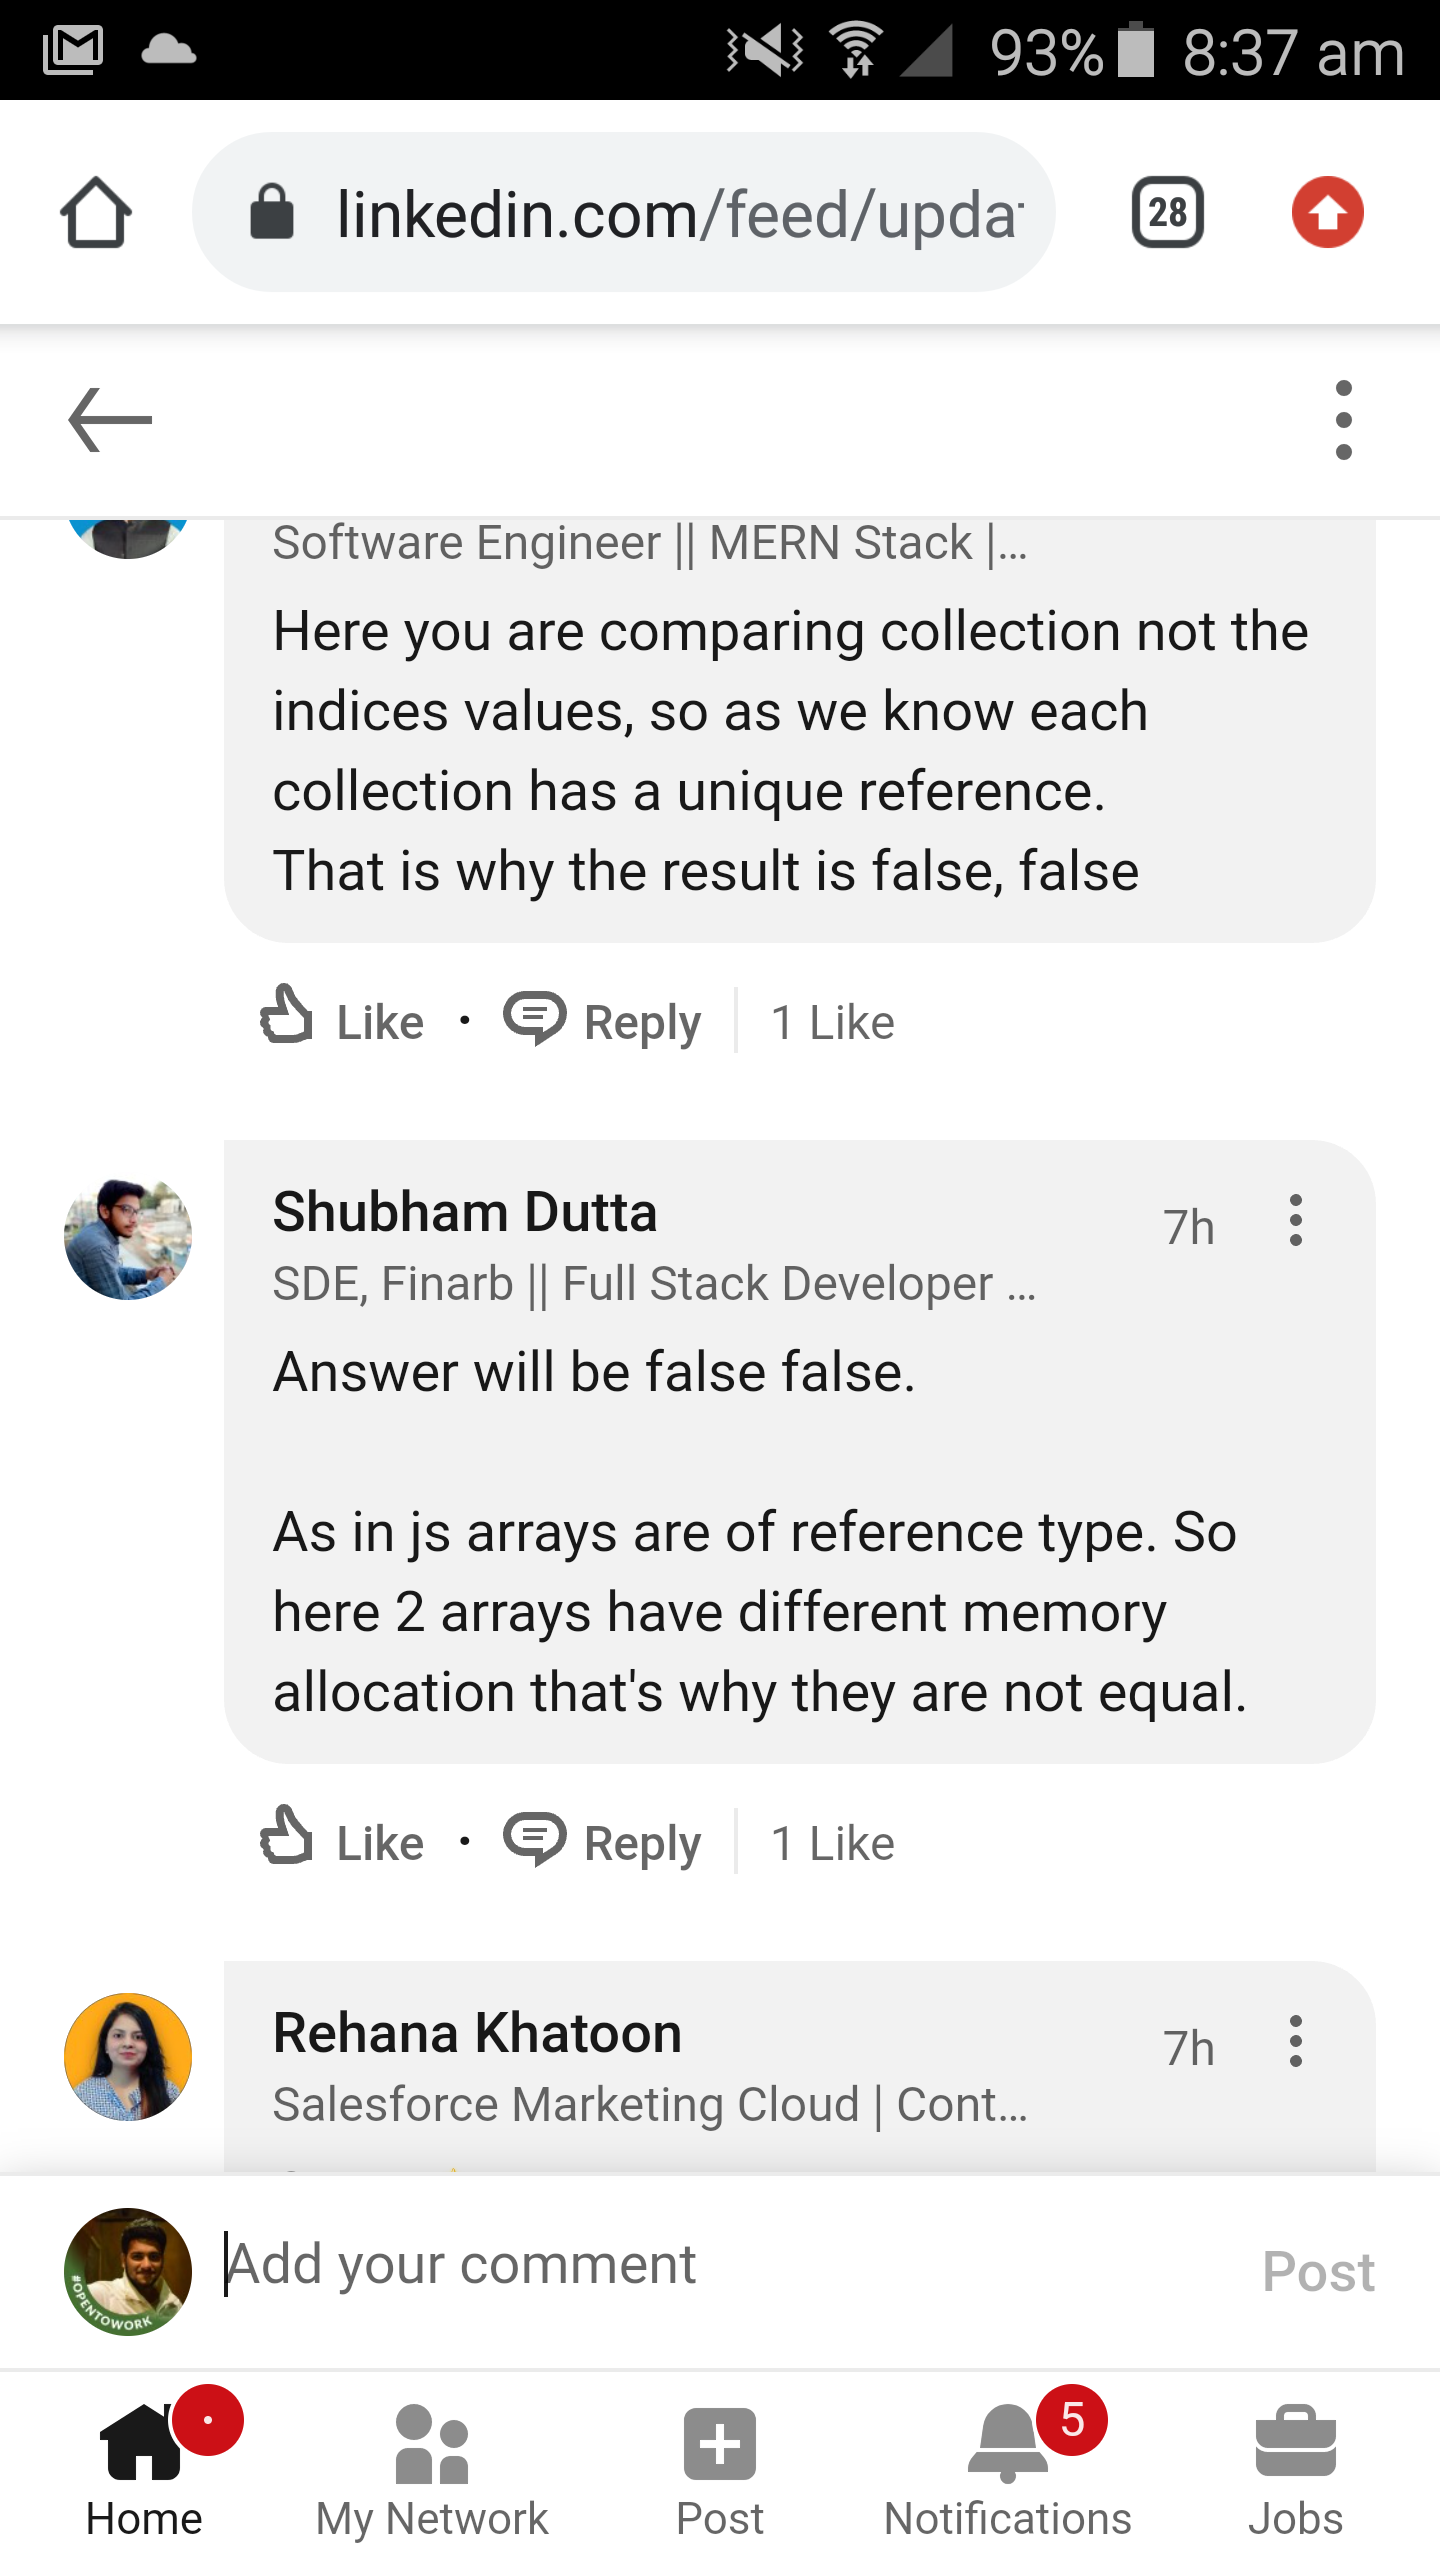 93% 8:37 am
linkedin.com/feed/upda
28
Software Engineer || MERN Stack |...
Here you are comparing collection not the
indices values, so as we know each
collection has a unique reference.
That is why the result is false, false
Like • Reply 1 Like
Shubham Dutta 7h
SDE, Finarb || Full Stack Developer ...
Answer will be false false.
As in js arrays are of reference type. So
here 2 arrays have different memory
allocation that's why they are not equal.
Like • Reply 1 Like
Rehana Khatoon 7h
Salesforce Marketing Cloud | Cont...
#OPENTOWORK
Add your comment Post
5
Home My Network Post Notifications Jobs